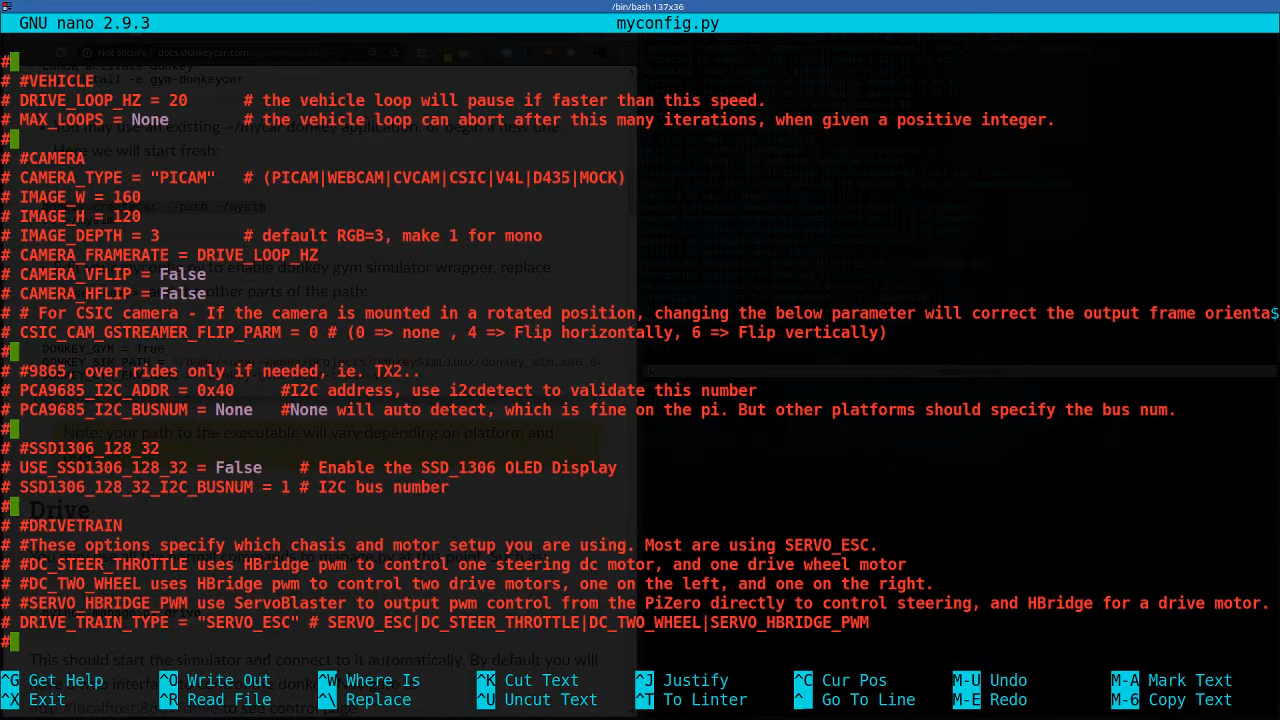 /bin/bash 137x36
GNU nano 2.9.3 myconfig.py
#
# #VEHICLE
# DRIVE_LOOP_HZ = 20 # the vehicle loop will pause if faster than this speed.
# MAX_LOOPS = None # the vehicle loop can abort after this many iterations, when given a positive integer.
#
# #CAMERA
# CAMERA_TYPE = "PICAM" # (PICAM|WEBCAM|CVCAM|CSIC|V4L|D435|MOCK)
# IMAGE_W = 160
# IMAGE_H = 120
# IMAGE_DEPTH = 3 # default RGB=3, make 1 for mono
# CAMERA_FRAMERATE = DRIVE_LOOP_HZ
# CAMERA_VFLIP = False
# CAMERA_HFLIP = False
# # For CSIC camera - If the camera is mounted in a rotated position, changing the below parameter will correct the output frame orienta$
# CSIC_CAM_GSTREAMER_FLIP_PARM = 0 # (0 => none , 4 => Flip horizontally, 6 => Flip vertically)
#
# #9865, over rides only if needed, ie. TX2..
# PCA9685_I2C_ADDR = 0x40 #I2C address, use i2cdetect to validate this number
# PCA9685_I2C_BUSNUM = None #None will auto detect, which is fine on the pi. But other platforms should specify the bus num.
#
# #SSD1306_128_32
# USE_SSD1306_128_32 = False # Enable the SSD_1306 OLED Display
# SSD1306_128_32_I2C_BUSNUM = 1 # I2C bus number
#
# #DRIVETRAIN
# #These options specify which chasis and motor setup you are using. Most are using SERVO_ESC.
# #DC_STEER_THROTTLE uses HBridge pwm to control one steering dc motor, and one drive wheel motor
# #DC_TWO_WHEEL uses HBridge pwm to control two drive motors, one on the left, and one on the right.
# #SERVO_HBRIDGE_PWM use ServoBlaster to output pwm control from the PiZero directly to control steering, and HBridge for a drive motor.
# DRIVE_TRAIN_TYPE = "SERVO_ESC" # SERVO_ESC|DC_STEER_THROTTLE|DC_TWO_WHEEL|SERVO_HBRIDGE_PWM
#
^G Get Help ^O Write Out ^W Where Is ^K Cut Text ^J Justify ^C Cur Pos M-U Undo M-A Mark Text
^X Exit ^R Read File ^\ Replace ^U Uncut Text ^T To Linter ^ Go To Line M-E Redo M-6 Copy Text